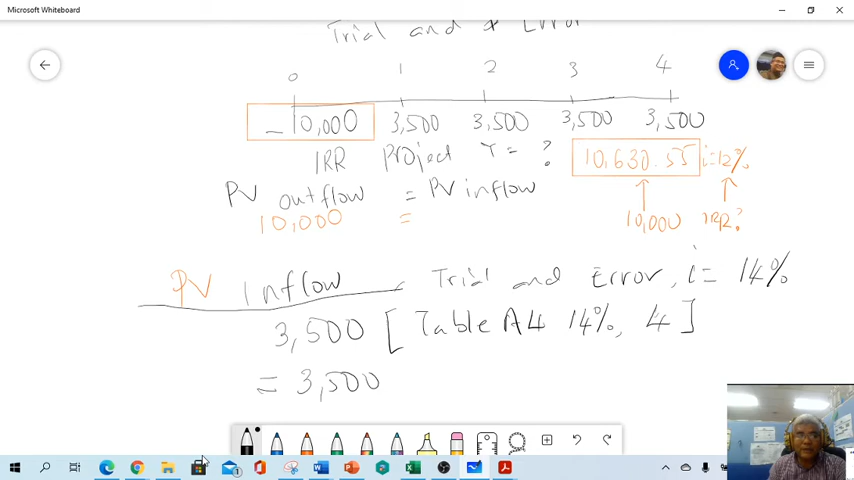 Microsoft Whiteboard
Trial and Error
0 1 2 3 4
-10,000 3,500 3,500 3,500 3,500
IRR Project Y = ? 10,630.55 i=12%
PV outflow = PV inflow
10,000 = 10,000 IRR?
PV Inflow Trial and Error, i = 14%
3,500 [Table A4 14%, 4]
= 3,500